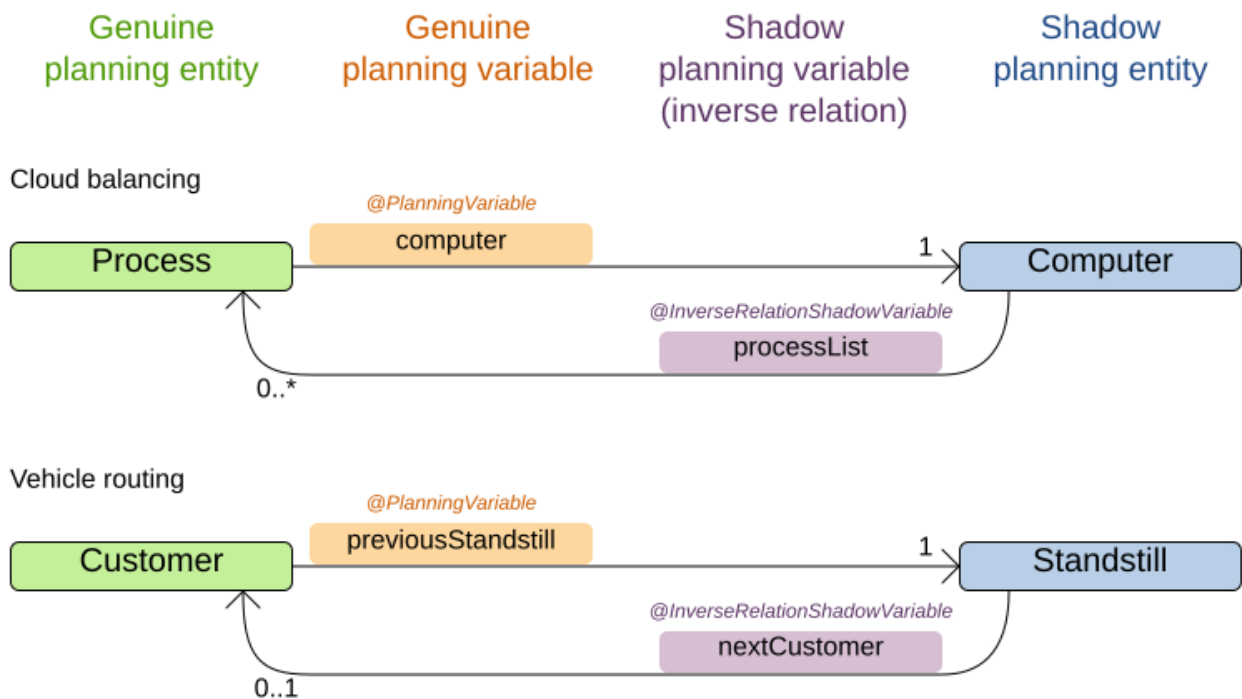 Genuine
planning entity
Genuine
planning variable
Shadow
planning variable
(inverse relation)
Shadow
planning entity
Cloud balancing
@PlanningVariable
computer
Process
1
Computer
@InverseRelationShadowVariable
processList
0..*
Vehicle routing
@PlanningVariable
previousStandstill
Customer
1
Standstill
@InverseRelationShadowVariable
nextCustomer
0..1